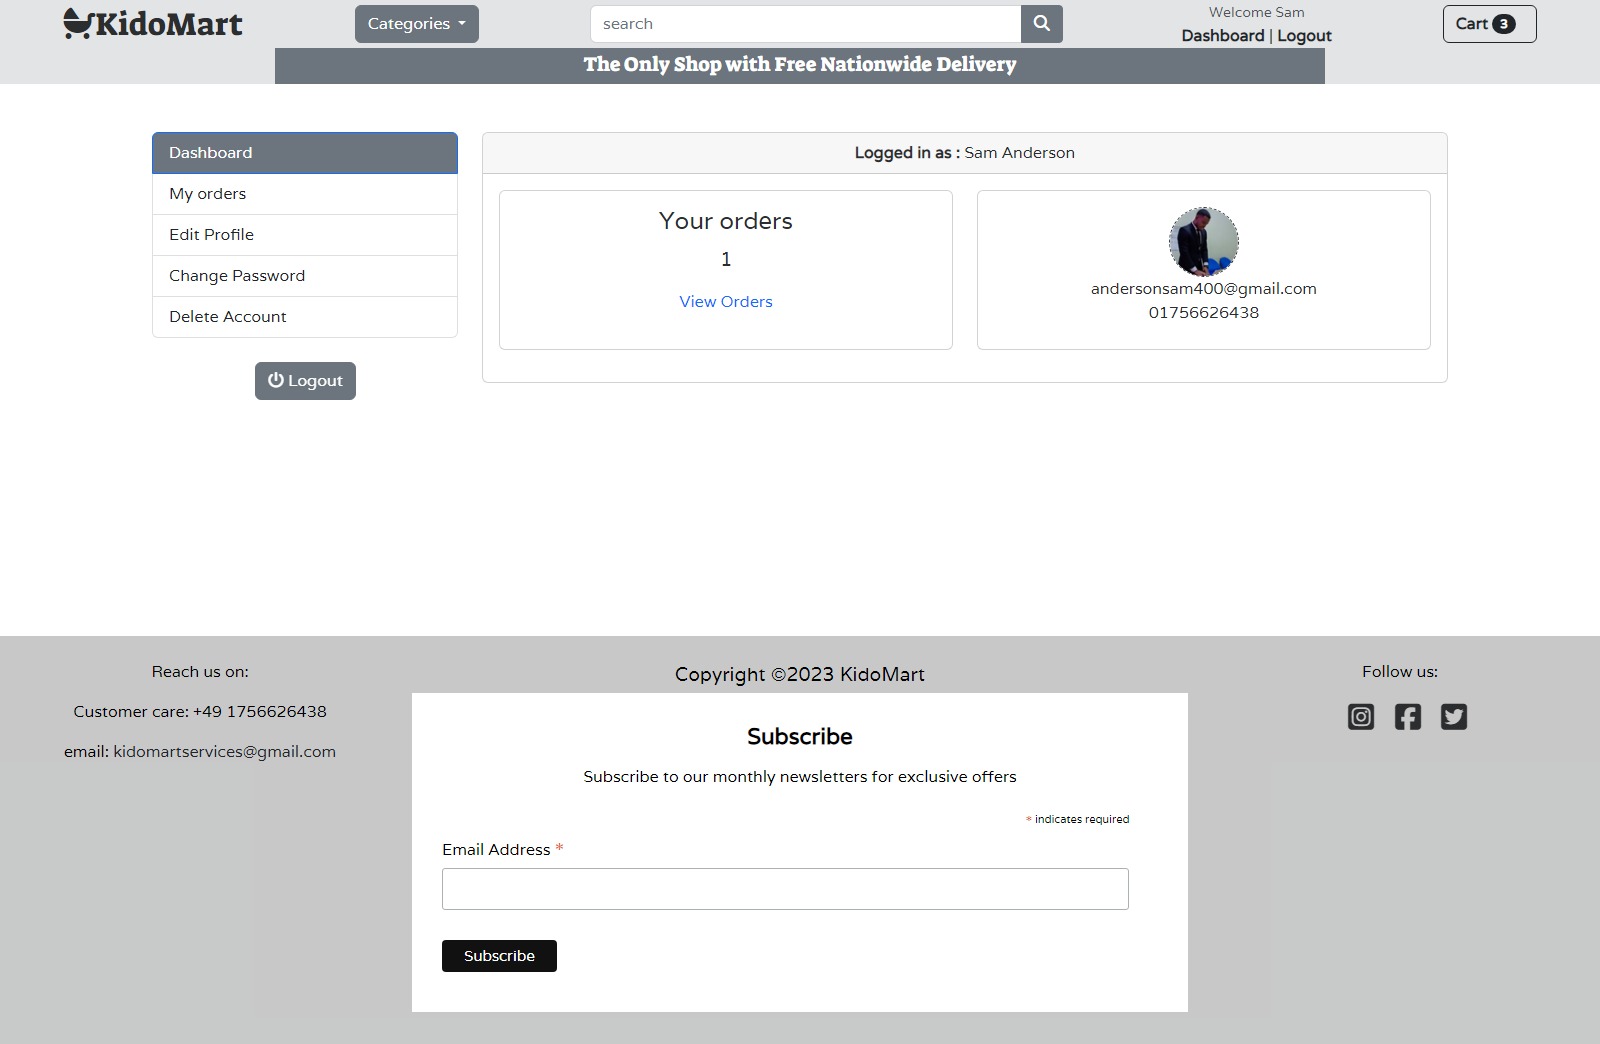 KidoMart
Categories
search
Welcome Sam
Dashboard | Logout
Cart 3
The Only Shop with Free Nationwide Delivery
Dashboard
My orders
Edit Profile
Change Password
Delete Account
Logout
Logged in as : Sam Anderson
Your orders
1
View Orders
andersonsam400@gmail.com
01756626438
Reach us on:
Customer care: +49 1756626438
email: kidomartservices@gmail.com
Copyright ©2023 KidoMart
Subscribe
Subscribe to our monthly newsletters for exclusive offers
* indicates required
Email Address *
Subscribe
Follow us: